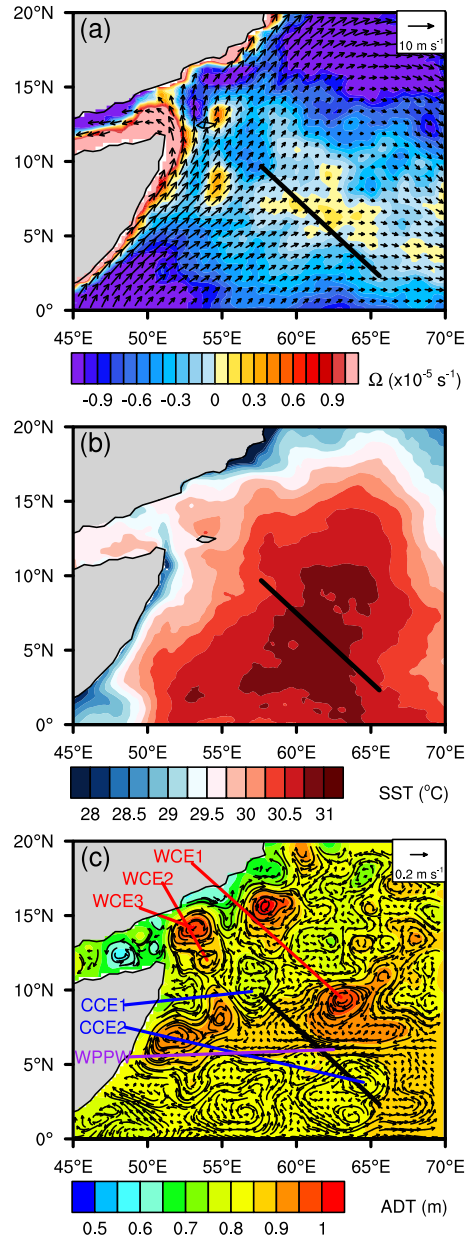 20°N
(a)
10 m s⁻¹
15°N
10°N
5°N
0°
45°E 50°E 55°E 60°E 65°E 70°E
-0.9 -0.6 -0.3 0 0.3 0.6 0.9
Ω (x10⁻⁵ s⁻¹)
20°N
(b)
15°N
10°N
5°N
0°
45°E 50°E 55°E 60°E 65°E 70°E
28 28.5 29 29.5 30 30.5 31
SST (°C)
20°N
(c)
WCE1
0.2 m s⁻¹
WCE2
WCE3
15°N
10°N
CCE1
CCE2
WPPW
5°N
0°
45°E 50°E 55°E 60°E 65°E 70°E
0.5 0.6 0.7 0.8 0.9 1
ADT (m)